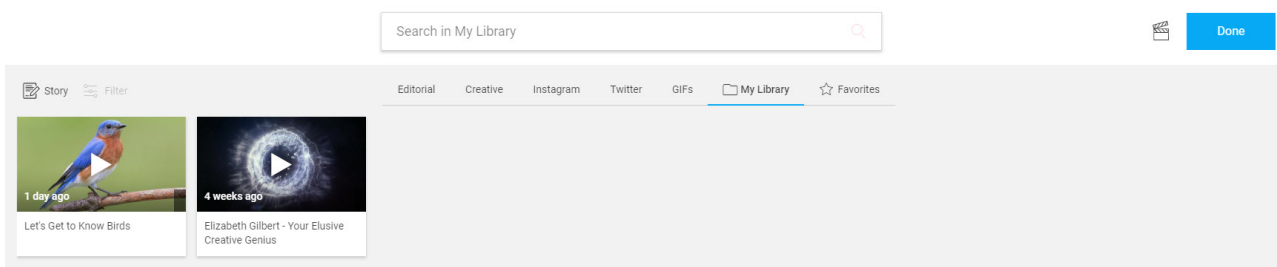 Search in My Library
Done
Story
Filter
Editorial
Creative
Instagram
Twitter
GIFs
My Library
Favorites
1 day ago
4 weeks ago
Let's Get to Know Birds
Elizabeth Gilbert - Your Elusive
Creative Genius